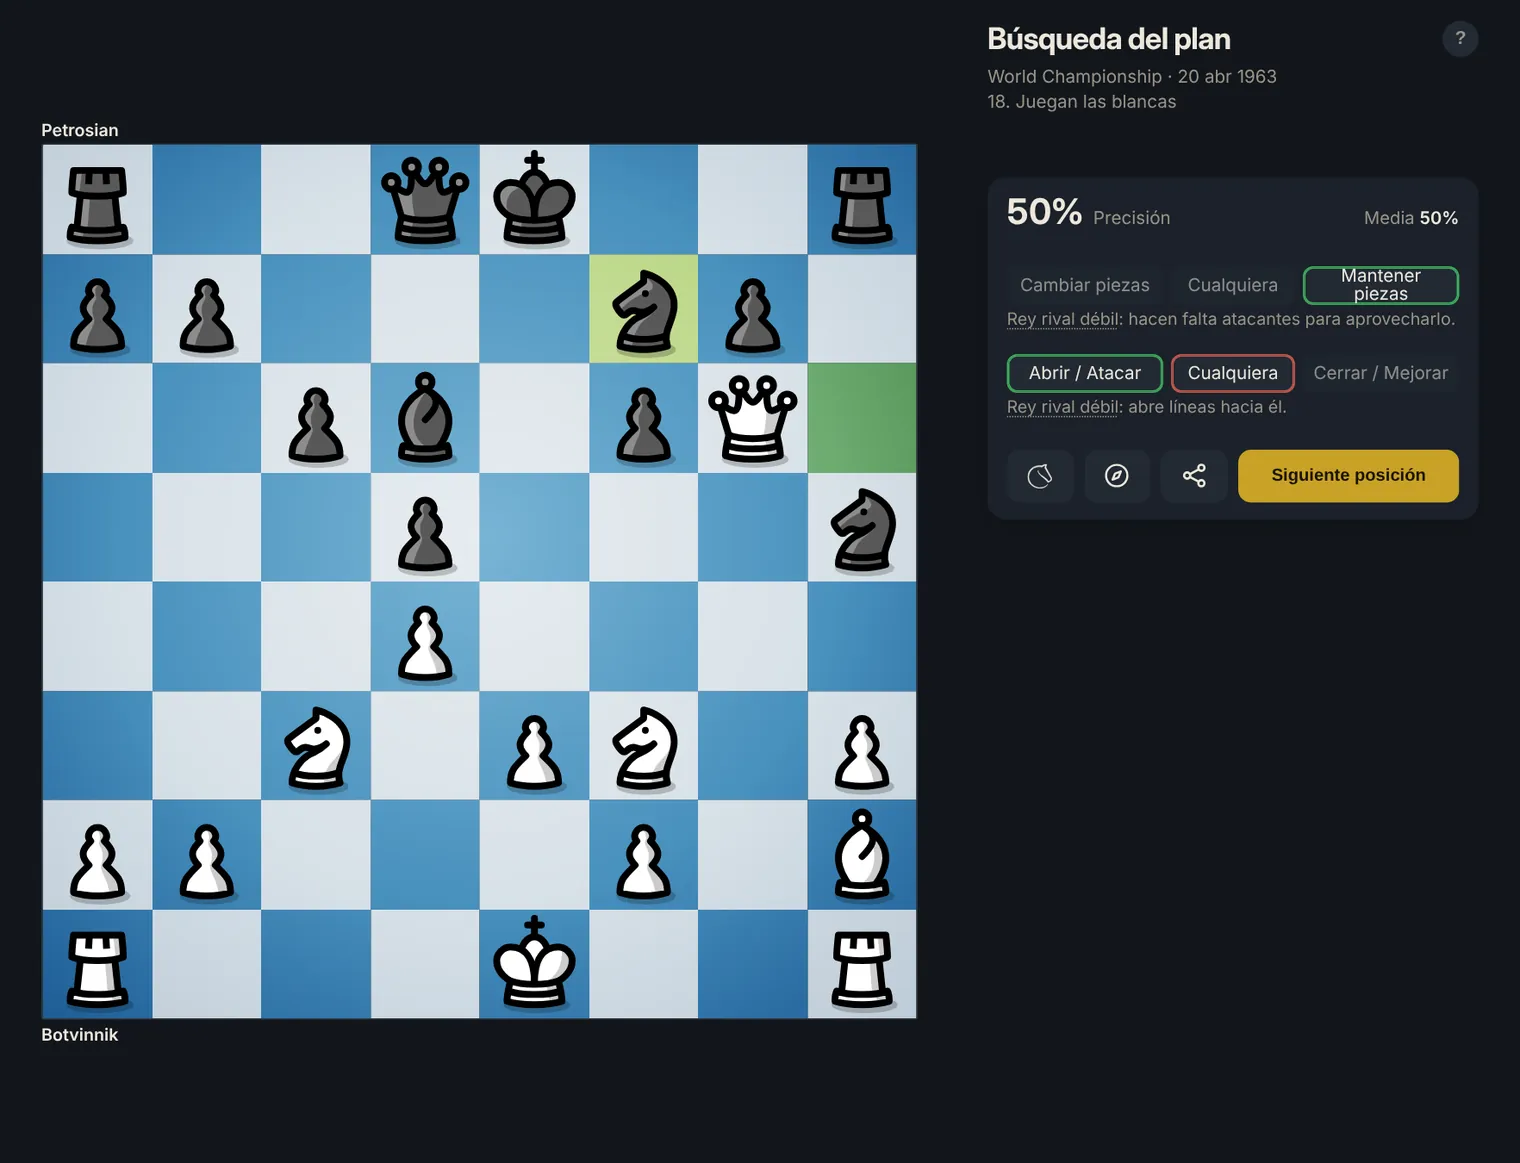 Búsqueda del plan
?
World Championship · 20 abr 1963
18. Juegan las blancas
Petrosian
50% Precisión
Media 50%
Cambiar piezas
Cualquiera
Mantener
piezas
Rey rival débil: hacen falta atacantes para aprovecharlo.
Abrir / Atacar
Cualquiera
Cerrar / Mejorar
Rey rival débil: abre líneas hacia él.
Siguiente posición
Botvinnik